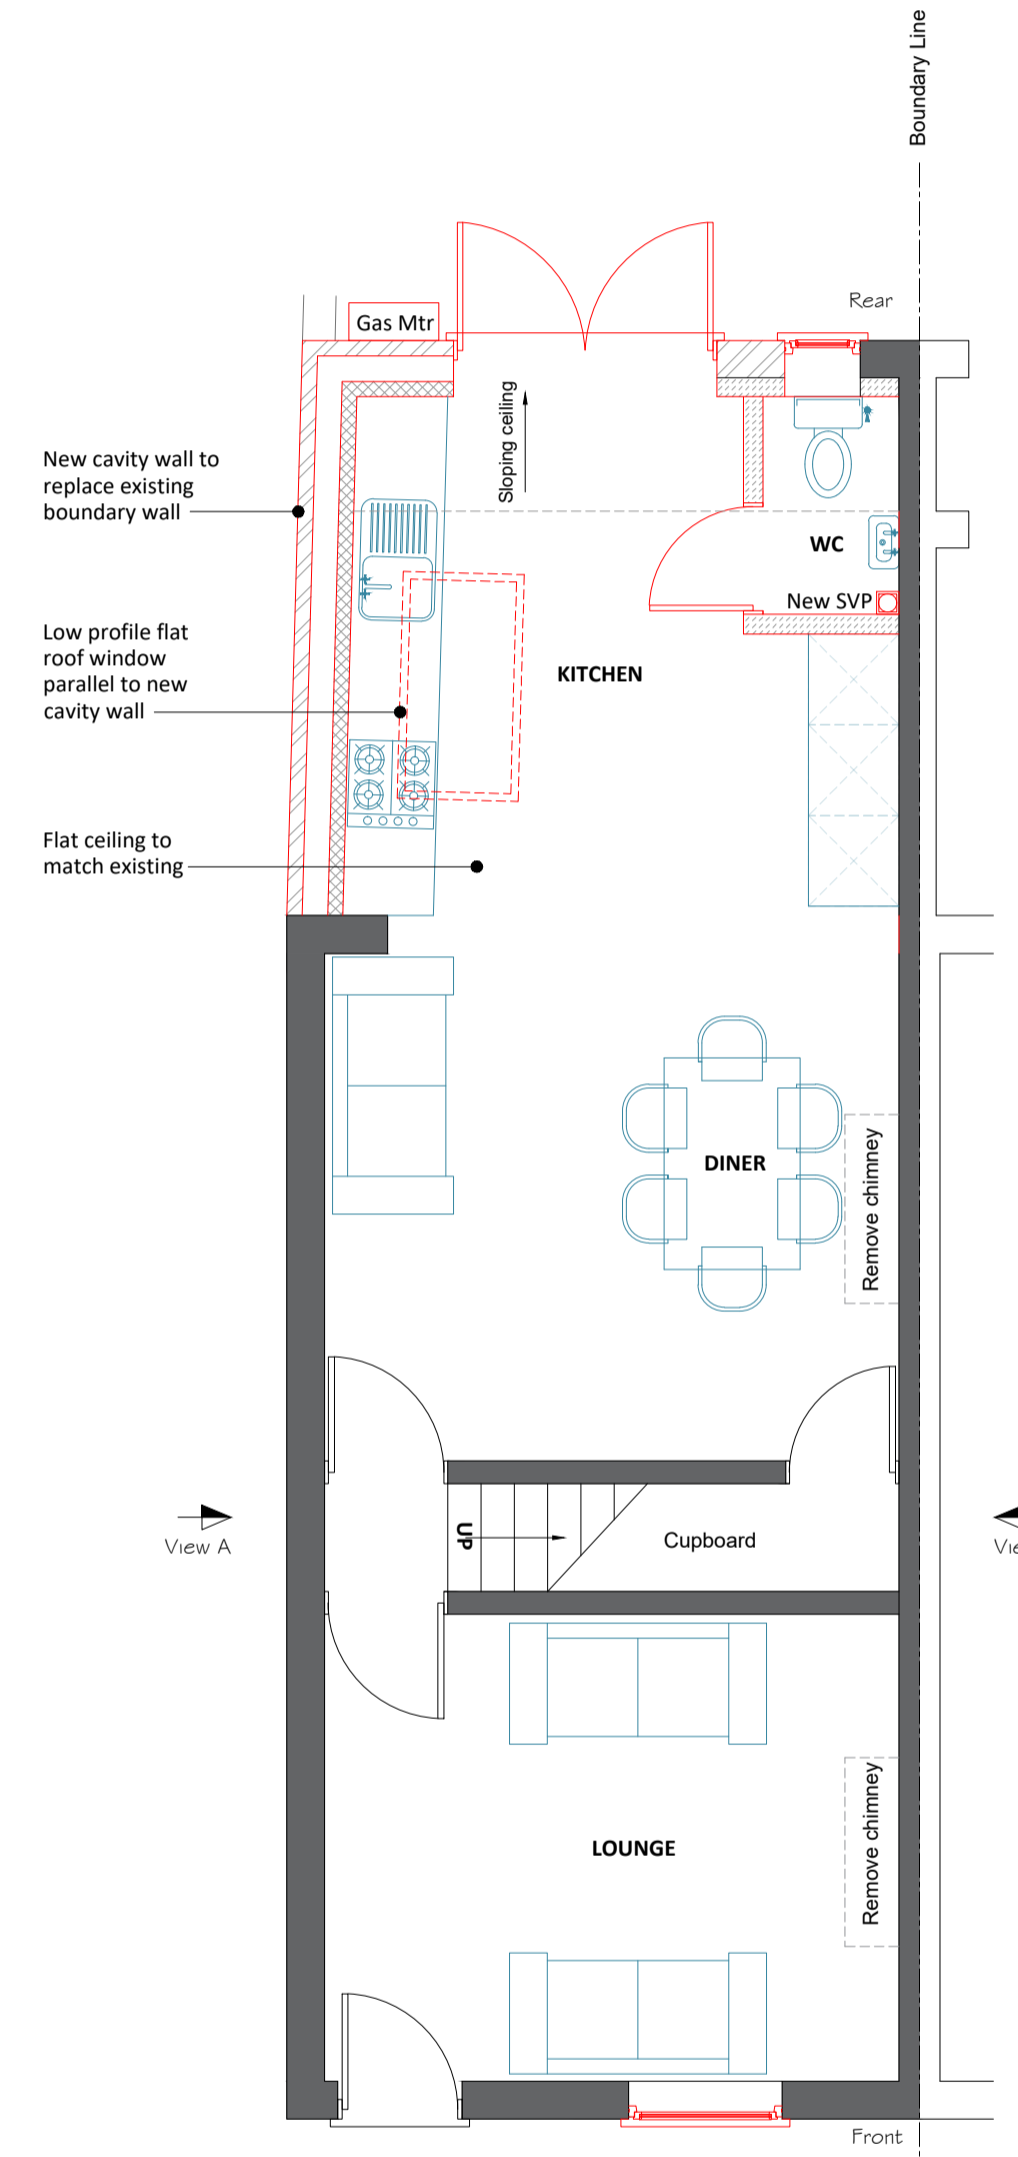 Boundary Line
Rear
Gas Mtr
Sloping ceiling
New cavity wall to
replace existing
boundary wall
WC
New SVP
Low profile flat
roof window
parallel to new
cavity wall
KITCHEN
Flat ceiling to
match existing
DINER
Remove chimney
UP
Cupboard
View A
LOUNGE
Remove chimney
Front